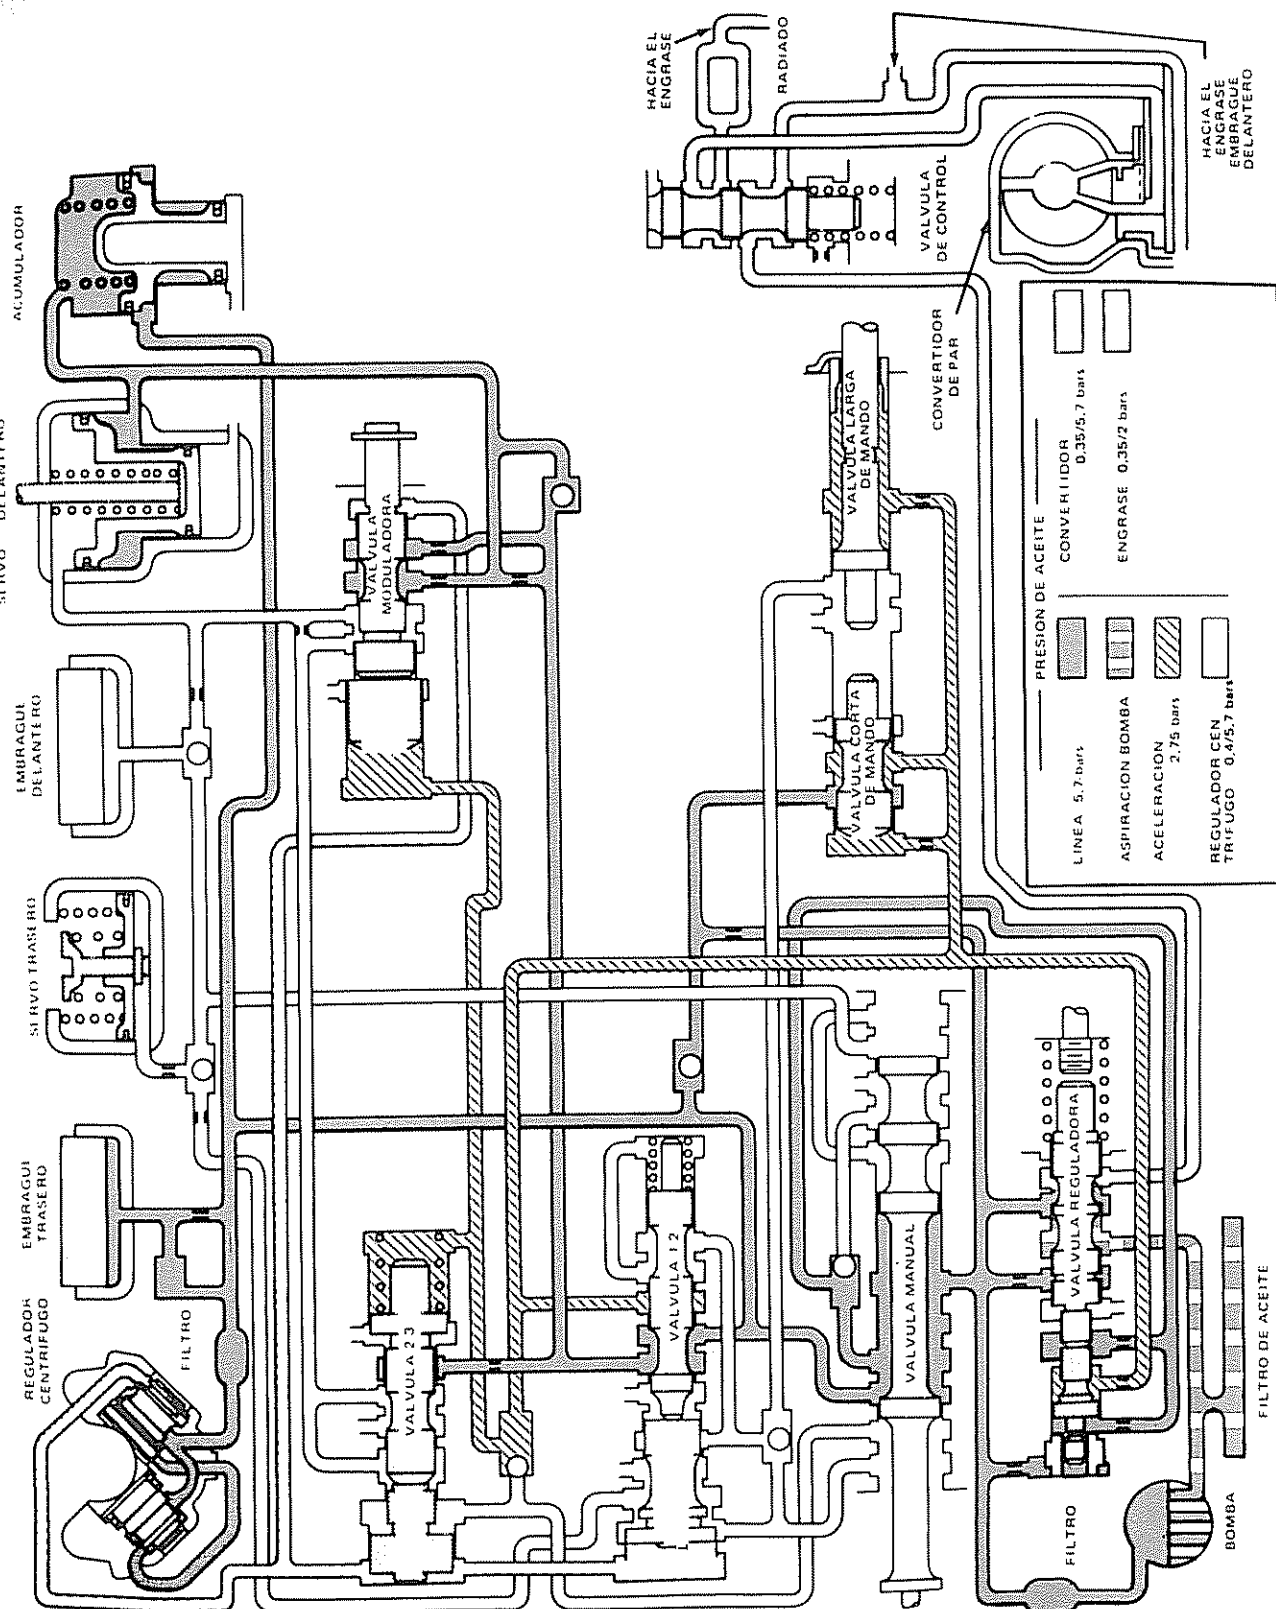 REGULADOR
CENTRIFUGO
FILTRO
EMBRAGUE
TRASERO
SERVO TRASERO
EMBRAGUE
DELANTERO
SERVO DELANTERO
ACUMULADOR
VALVULA 2 3
VALVULA
MODULADORA
VALVULA 1 2
VALVULA MANUAL
VALVULA CORTA
DE MANDO
VALVULA LARGA
DE MANDO
VALVULA
DE CONTROL
HACIA EL
ENGRASE
RADIADO
HACIA EL
ENGRASE
EMBRAGUE
DELANTERO
CONVERTIDOR
DE PAR
VALVULA REGULADORA
FILTRO
BOMBA
FILTRO DE ACEITE
PRESION DE ACEITE
LINEA 5,7 bars
ASPIRACION BOMBA
ACELERACION
2,75 bars
REGULADOR CEN
TRIFUGO 0,4/5,7 bars
CONVERTIDOR
0,35/5,7 bars
ENGRASE 0,35/2 bars